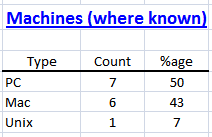 Machines (where known)
Type Count %age
PC 7 50
Mac 6 43
Unix 1 7